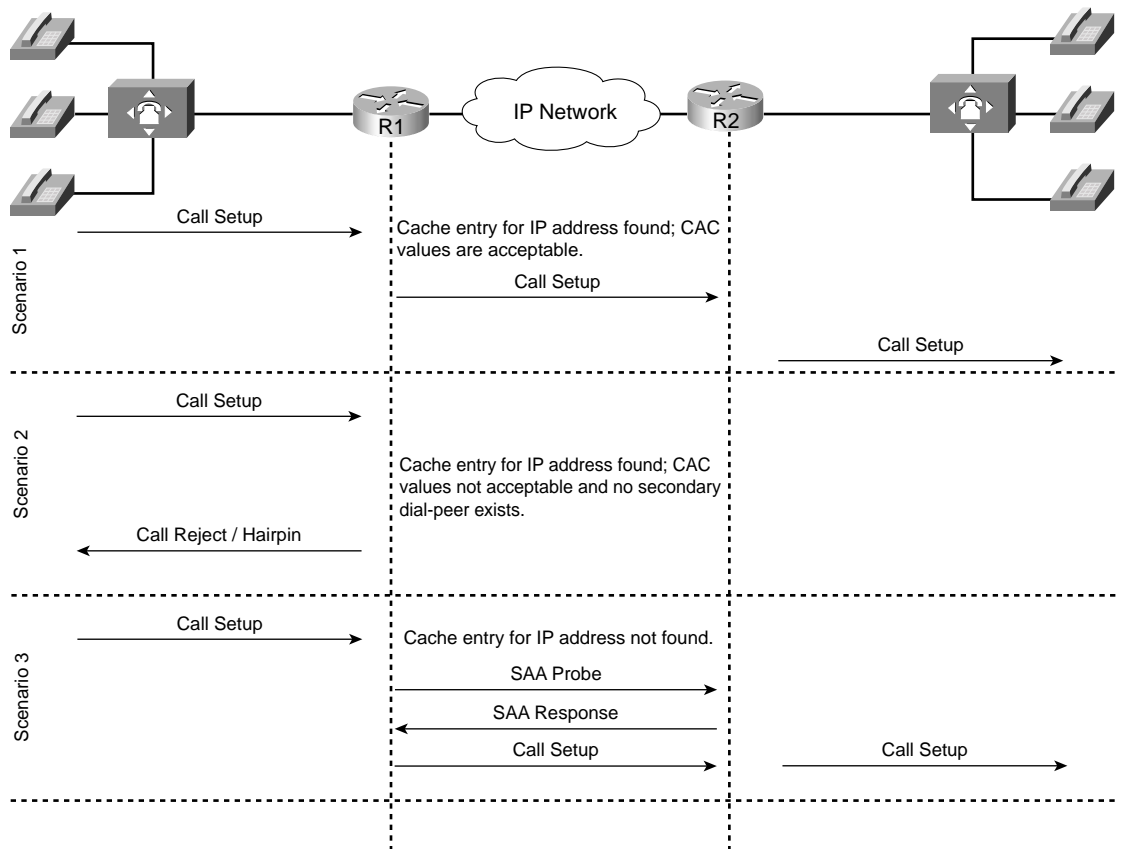 R1
IP Network
R2
Scenario 1
Call Setup
Cache entry for IP address found; CAC
values are acceptable.
Call Setup
Call Setup
Scenario 2
Call Setup
Cache entry for IP address found; CAC
values not acceptable and no secondary
dial-peer exists.
Call Reject / Hairpin
Scenario 3
Call Setup
Cache entry for IP address not found.
SAA Probe
SAA Response
Call Setup
Call Setup